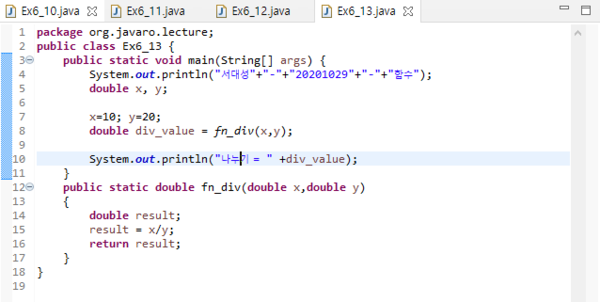 Ex6_10.java Ex6_11.java Ex6_12.java Ex6_13.java
1 package org.javaro.lecture;
2 public class Ex6_13 {
3 public static void main(String[] args) {
4 System.out.println("서대성"+"-"+"20201029"+"-"+"함수");
5 double x, y;
6
7 x=10; y=20;
8 double div_value = fn_div(x,y);
9
10 System.out.println("나누기 = " +div_value);
11 }
12 public static double fn_div(double x,double y)
13 {
14 double result;
15 result = x/y;
16 return result;
17 }
18 }
19